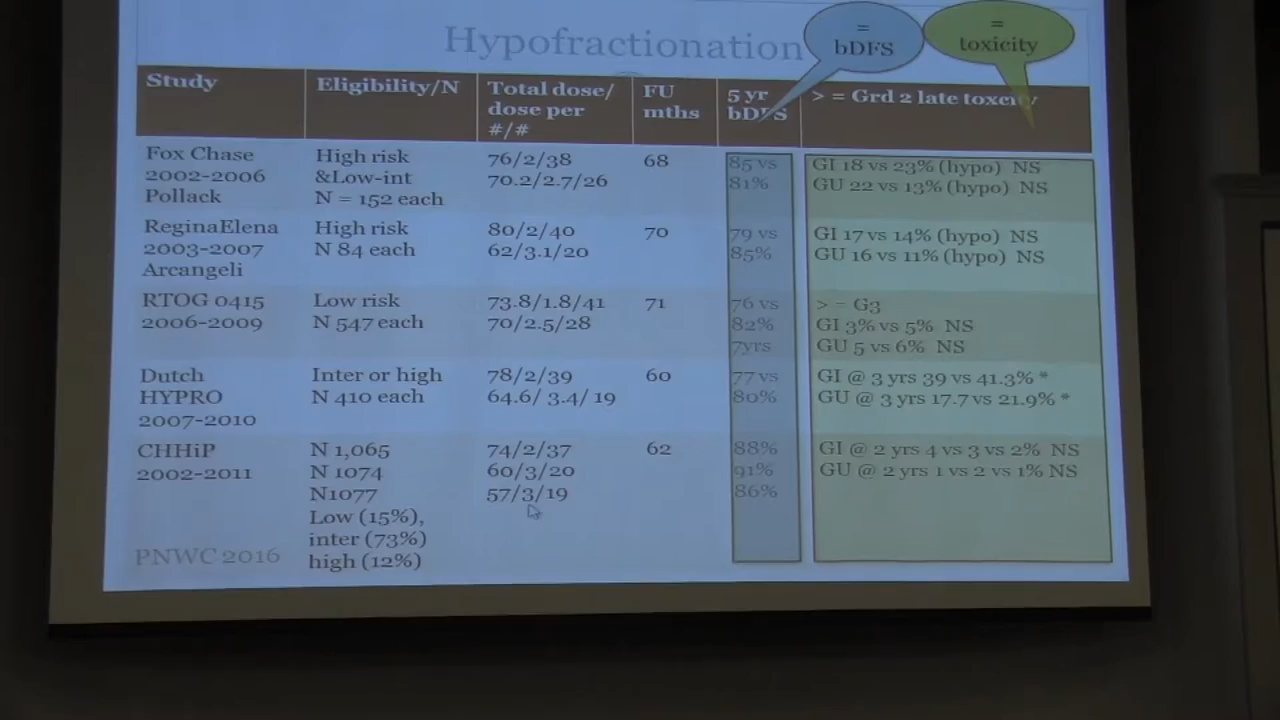 Hypofractionation
=
bDFS
=
toxicity
Study
Eligibility/N
Total dose/
dose per
#/#
FU
mths
5 yr
bDFS
> = Grd 2 late toxcity
Fox Chase
2002-2006
Pollack
High risk
&Low-int
N = 152 each
76/2/38
70.2/2.7/26
68
85 vs
81%
GI 18 vs 23% (hypo) NS
GU 22 vs 13% (hypo) NS
ReginaElena
2003-2007
Arcangeli
High risk
N 84 each
80/2/40
62/3.1/20
70
79 vs
85%
GI 17 vs 14% (hypo) NS
GU 16 vs 11% (hypo) NS
RTOG 0415
2006-2009
Low risk
N 547 each
73.8/1.8/41
70/2.5/28
71
76 vs
82%
7yrs
> = G3
GI 3% vs 5% NS
GU 5 vs 6% NS
Dutch
HYPRO
2007-2010
Inter or high
N 410 each
78/2/39
64.6/ 3.4/ 19
60
77 vs
80%
GI @ 3 yrs 39 vs 41.3% *
GU @ 3 yrs 17.7 vs 21.9% *
CHHiP
2002-2011
N 1,065
N 1074
N1077
Low (15%),
inter (73%)
high (12%)
74/2/37
60/3/20
57/3/19
62
88%
91%
86%
GI @ 2 yrs 4 vs 3 vs 2% NS
GU @ 2 yrs 1 vs 2 vs 1% NS
PNWC 2016